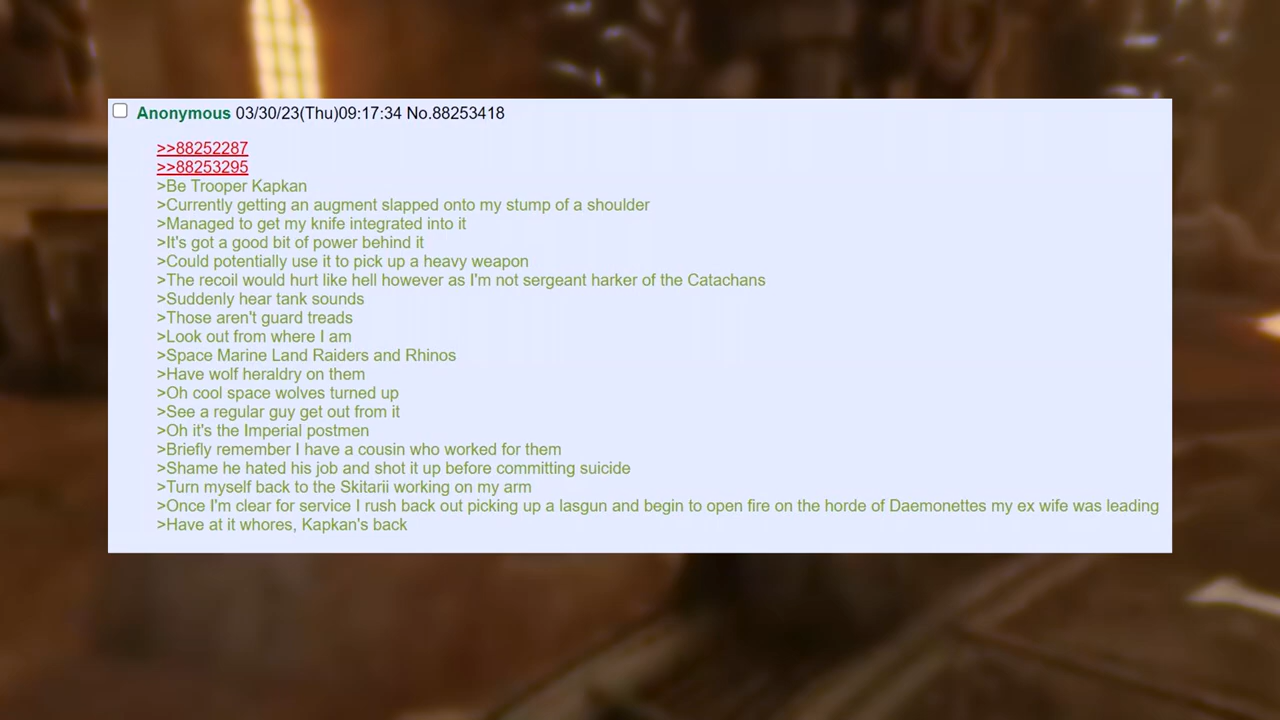 Anonymous 03/30/23(Thu)09:17:34 No.88253418
>>88252287
>>88253295
>Be Trooper Kapkan
>Currently getting an augment slapped onto my stump of a shoulder
>Managed to get my knife integrated into it
>It's got a good bit of power behind it
>Could potentially use it to pick up a heavy weapon
>The recoil would hurt like hell however as I'm not sergeant harker of the Catachans
>Suddenly hear tank sounds
>Those aren't guard treads
>Look out from where I am
>Space Marine Land Raiders and Rhinos
>Have wolf heraldry on them
>Oh cool space wolves turned up
>See a regular guy get out from it
>Oh it's the Imperial postmen
>Briefly remember I have a cousin who worked for them
>Shame he hated his job and shot it up before committing suicide
>Turn myself back to the Skitarii working on my arm
>Once I'm clear for service I rush back out picking up a lasgun and begin to open fire on the horde of Daemonettes my ex wife was leading
>Have at it whores, Kapkan's back